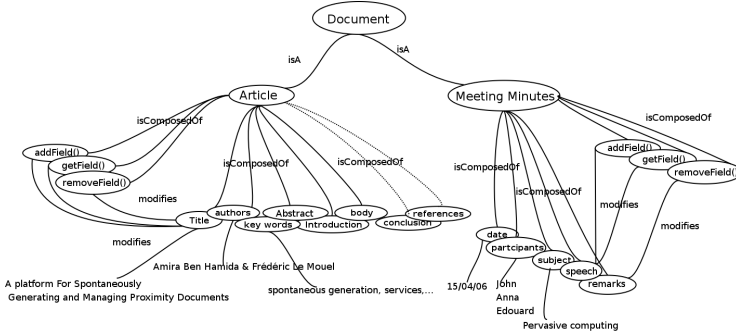 Document
isA
isA
Article
Meeting Minutes
isComposedOf
isComposedOf
addField()
addField()
isComposedOf
isComposedOf
getField()
getField()
isComposedOf
removeField()
removeField()
isComposedOf
modifies
modifies
authors
Abstract
body
references
Title
key words
introduction
conclusion
modifies
modifies
date
partcipants
subject
speech
remarks
Amira Ben Hamida & Frédéric Le Mouel
A platform For Spontaneously
Generating and Managing Proximity Documents
spontaneous generation, services,...
15/04/06
John
Anna
Edouard
Pervasive computing